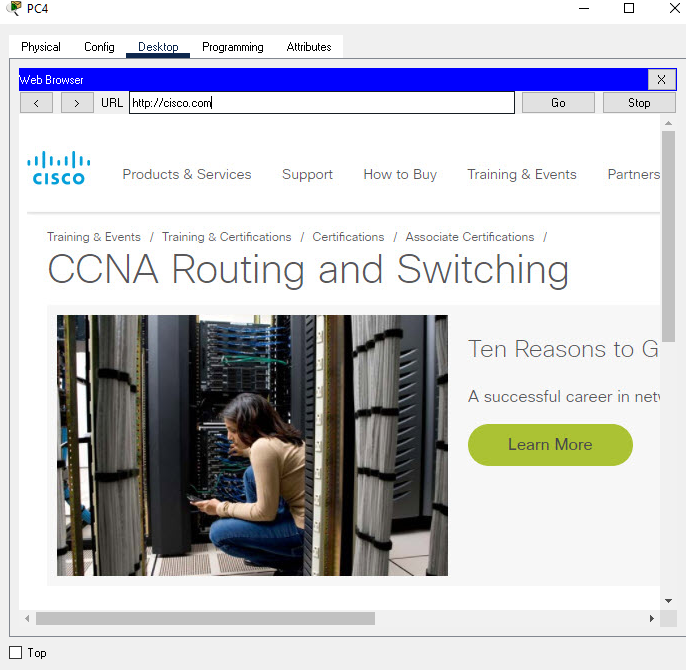 PC4
Physical Config Desktop Programming Attributes
Web Browser X
< > URL http://cisco.com Go Stop
CISCO Products & Services Support How to Buy Training & Events Partners
Training & Events / Training & Certifications / Certifications / Associate Certifications /
CCNA Routing and Switching
Ten Reasons to G
A successful career in netw
Learn More
Top